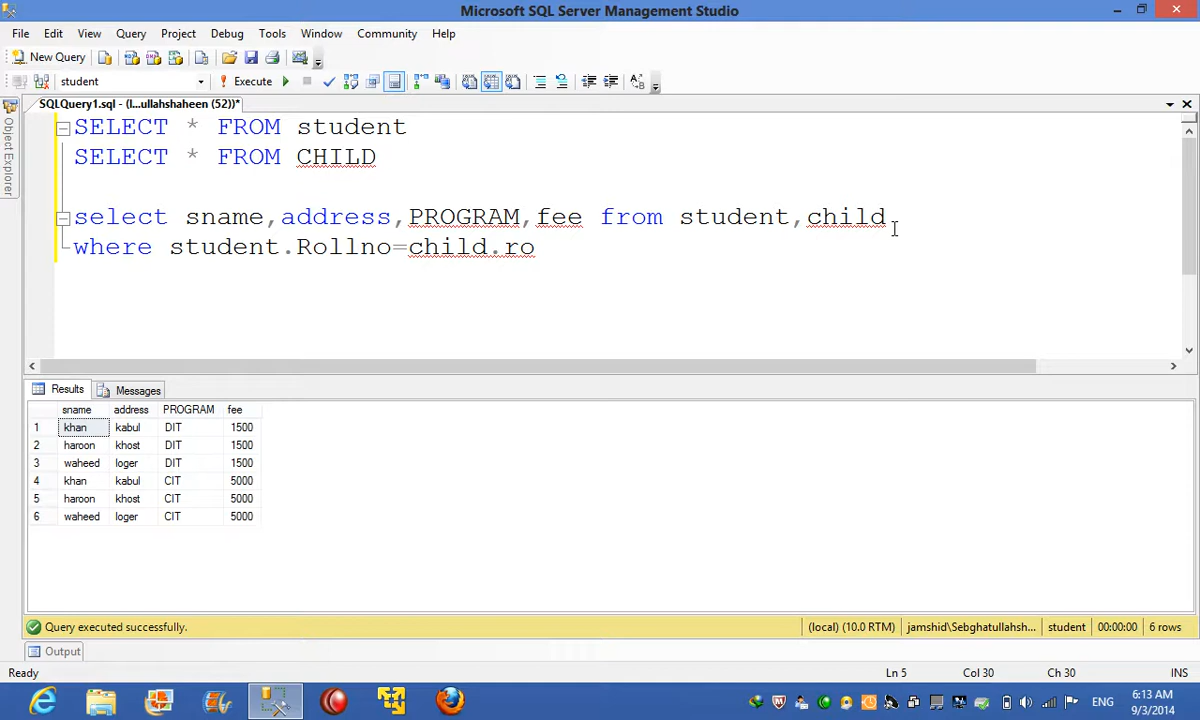 Microsoft SQL Server Management Studio
File Edit View Query Project Debug Tools Window Community Help
New Query
student Execute
SQLQuery1.sql - (l...ullahshaheen (52))*
Object Explorer
SELECT * FROM student
SELECT * FROM CHILD
select sname,address,PROGRAM,fee from student,child
where student.Rollno=child.ro
Results Messages
sname address PROGRAM fee
1 khan kabul DIT 1500
2 haroon khost DIT 1500
3 waheed loger DIT 1500
4 khan kabul CIT 5000
5 haroon khost CIT 5000
6 waheed loger CIT 5000
Query executed successfully. (local) (10.0 RTM) jamshid\Sebghatullahsh... student 00:00:00 6 rows
Output
Ready Ln 5 Col 30 Ch 30 INS
ENG 6:13 AM
9/3/2014